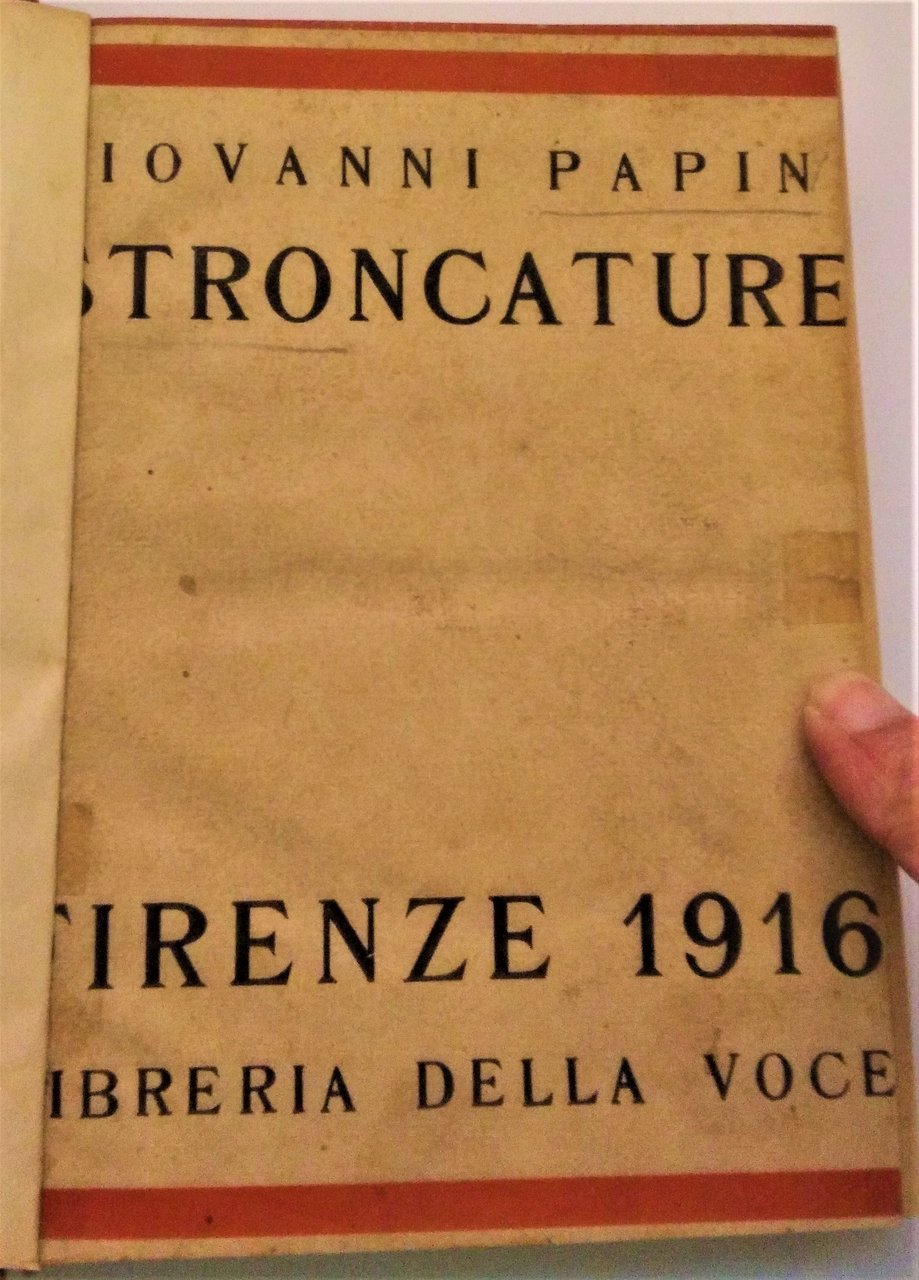 IOVANNI PAPIN
STRONCATURE
FIRENZE 1916
IBRERIA DELLA VOCE